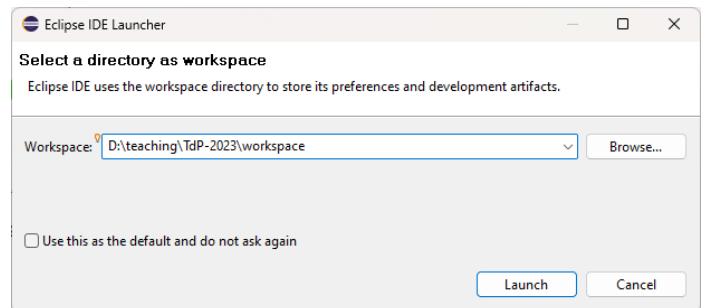 Eclipse IDE Launcher
Select a directory as workspace
Eclipse IDE uses the workspace directory to store its preferences and development artifacts.
Workspace: D:\teaching\TdP-2023\workspace Browse...
Use this as the default and do not ask again
Launch Cancel